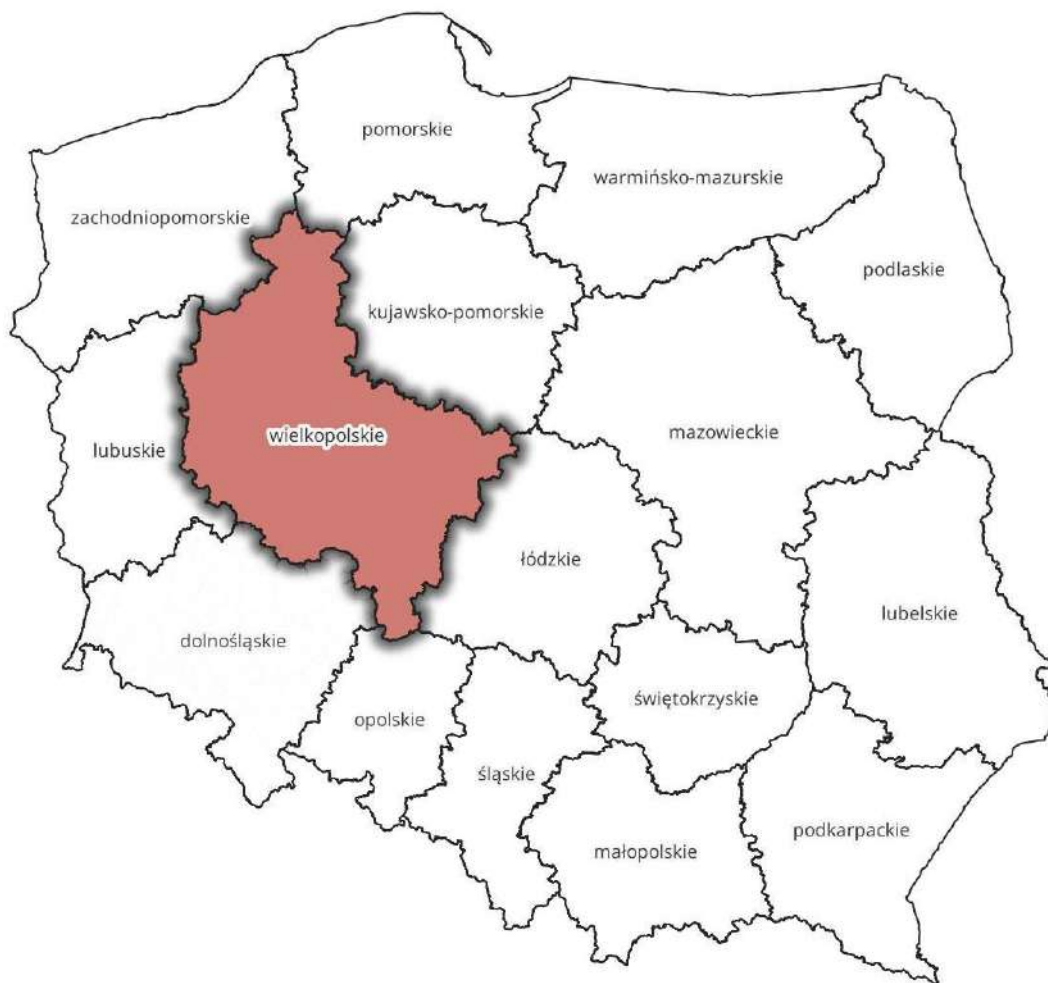 pomorskie
warmińsko-mazurskie
zachodniopomorskie
podlaskie
kujawsko-pomorskie
mazowieckie
wielkopolskie
lubuskie
łódzkie
lubelskie
dolnośląskie
świętokrzyskie
opolskie
śląskie
podkarpackie
małopolskie